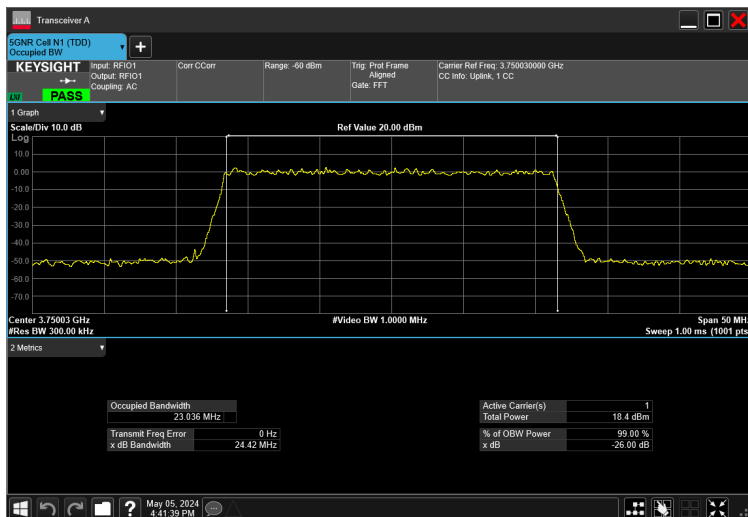 Transceiver A
5GNR Cell N1 (TDD)
Occupied BW
+
KEYSIGHT
LXI
PASS
Input: RFIO1
Output: RFIO1
Coupling: AC
Corr CCorr
Range: -60 dBm
Trig: Prot Frame
Aligned
Gate: FFT
Carrier Ref Freq: 3.750030000 GHz
CC Info: Uplink, 1 CC
1 Graph
Scale/Div 10.0 dB
Ref Value 20.00 dBm
Log
10.0
0.00
-10.0
-20.0
-30.0
-40.0
-50.0
-60.0
-70.0
Center 3.75003 GHz
#Video BW 1.0000 MHz
Span 50 MH
#Res BW 300.00 kHz
Sweep 1.00 ms (1001 pts
2 Metrics
Occupied Bandwidth
23.036 MHz
Transmit Freq Error 0 Hz
x dB Bandwidth 24.42 MHz
Active Carrier(s) 1
Total Power 18.4 dBm
% of OBW Power 99.00 %
x dB -26.00 dB
?
May 05, 2024
4:41:39 PM